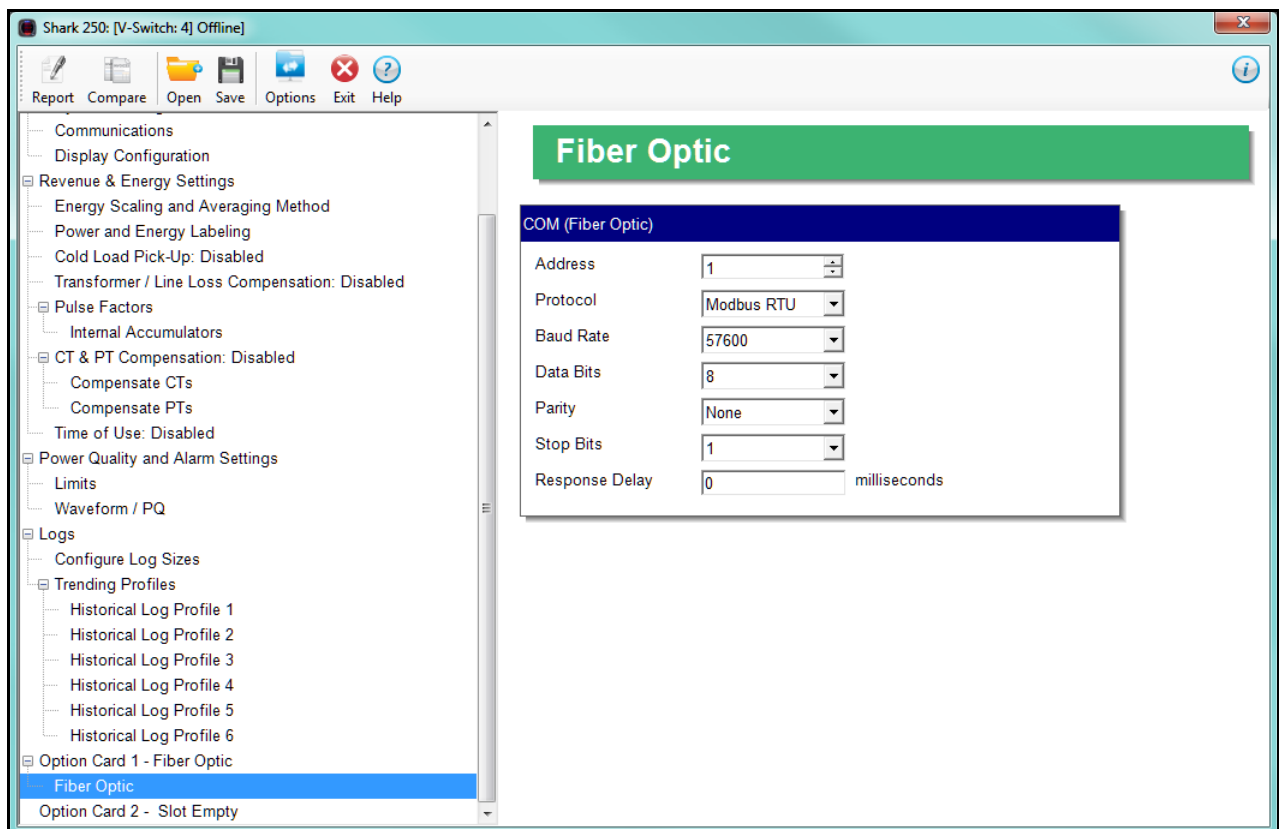 Shark 250: [V-Switch: 4] Offline]
Report Compare Open Save Options Exit Help
Communications
Display Configuration
Revenue & Energy Settings
Energy Scaling and Averaging Method
Power and Energy Labeling
Cold Load Pick-Up: Disabled
Transformer / Line Loss Compensation: Disabled
Pulse Factors
Internal Accumulators
CT & PT Compensation: Disabled
Compensate CTs
Compensate PTs
Time of Use: Disabled
Power Quality and Alarm Settings
Limits
Waveform / PQ
Logs
Configure Log Sizes
Trending Profiles
Historical Log Profile 1
Historical Log Profile 2
Historical Log Profile 3
Historical Log Profile 4
Historical Log Profile 5
Historical Log Profile 6
Option Card 1 - Fiber Optic
Fiber Optic
Option Card 2 - Slot Empty
Fiber Optic
COM (Fiber Optic)
Address 1
Protocol Modbus RTU
Baud Rate 57600
Data Bits 8
Parity None
Stop Bits 1
Response Delay 0 milliseconds